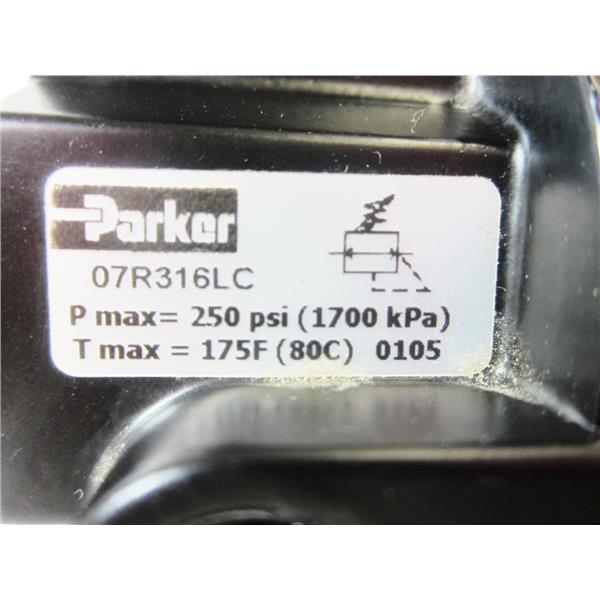 Parker
07R316LC
P max= 250 psi (1700 kPa)
T max = 175F (80C) 0105